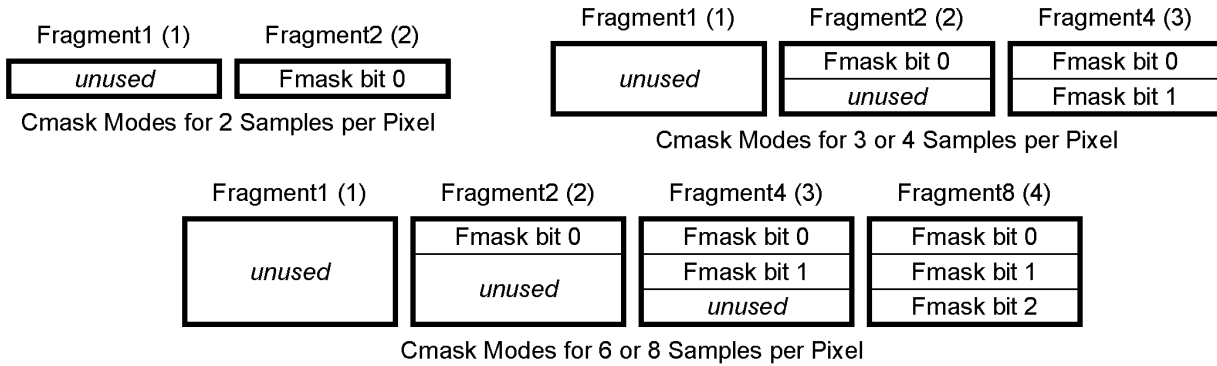 Fragment1 (1)
Fragment2 (2)
unused
Fmask bit 0
Cmask Modes for 2 Samples per Pixel
Fragment1 (1)
Fragment2 (2)
Fragment4 (3)
unused
Fmask bit 0
unused
Fmask bit 0
Fmask bit 1
Cmask Modes for 3 or 4 Samples per Pixel
Fragment1 (1)
Fragment2 (2)
Fragment4 (3)
Fragment8 (4)
unused
Fmask bit 0
unused
Fmask bit 0
Fmask bit 1
unused
Fmask bit 0
Fmask bit 1
Fmask bit 2
Cmask Modes for 6 or 8 Samples per Pixel